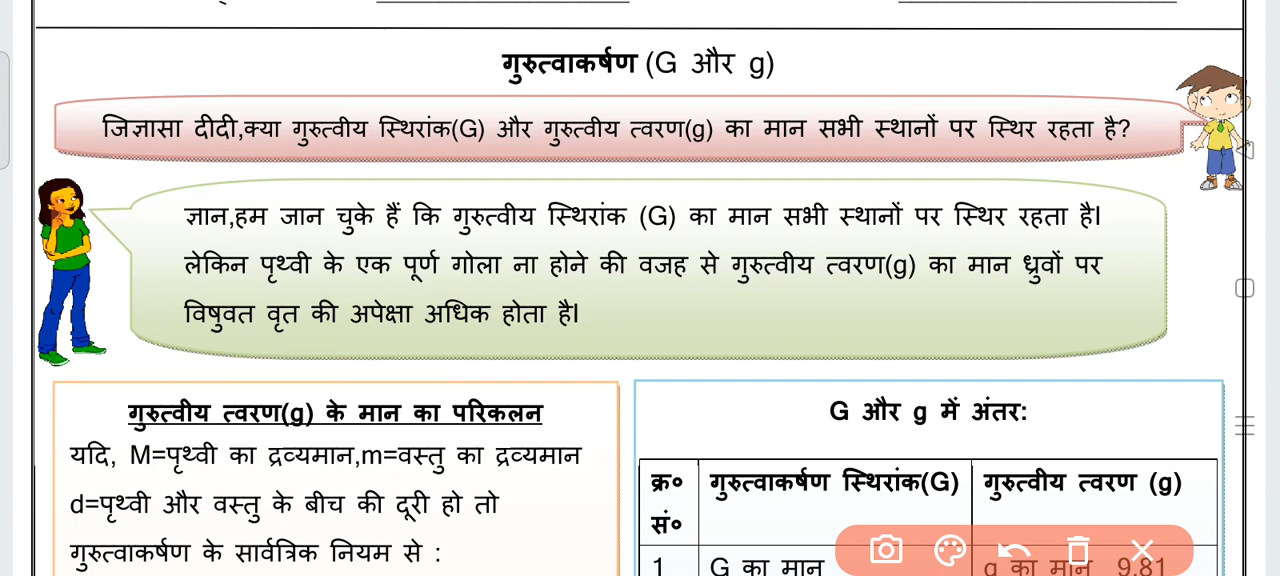 गुरुत्वाकर्षण (G और g)
जिज्ञासा दीदी,क्या गुरुत्वीय स्थिरांक(G) और गुरुत्वीय त्वरण(g) का मान सभी स्थानों पर स्थिर रहता है?
ज्ञान,हम जान चुके हैं कि गुरुत्वीय स्थिरांक (G) का मान सभी स्थानों पर स्थिर रहता है।
लेकिन पृथ्वी के एक पूर्ण गोला ना होने की वजह से गुरुत्वीय त्वरण(g) का मान ध्रुवों पर
विषुवत वृत की अपेक्षा अधिक होता है।
गुरुत्वीय त्वरण(g) के मान का परिकलन
यदि, M=पृथ्वी का द्रव्यमान,m=वस्तु का द्रव्यमान
d=पृथ्वी और वस्तु के बीच की दूरी हो तो
गुरुत्वाकर्षण के सार्वत्रिक नियम से :
G और g में अंतर:
क्र० सं० गुरुत्वाकर्षण स्थिरांक(G) गुरुत्वीय त्वरण (g)
1 G का मान g का मान 9.81